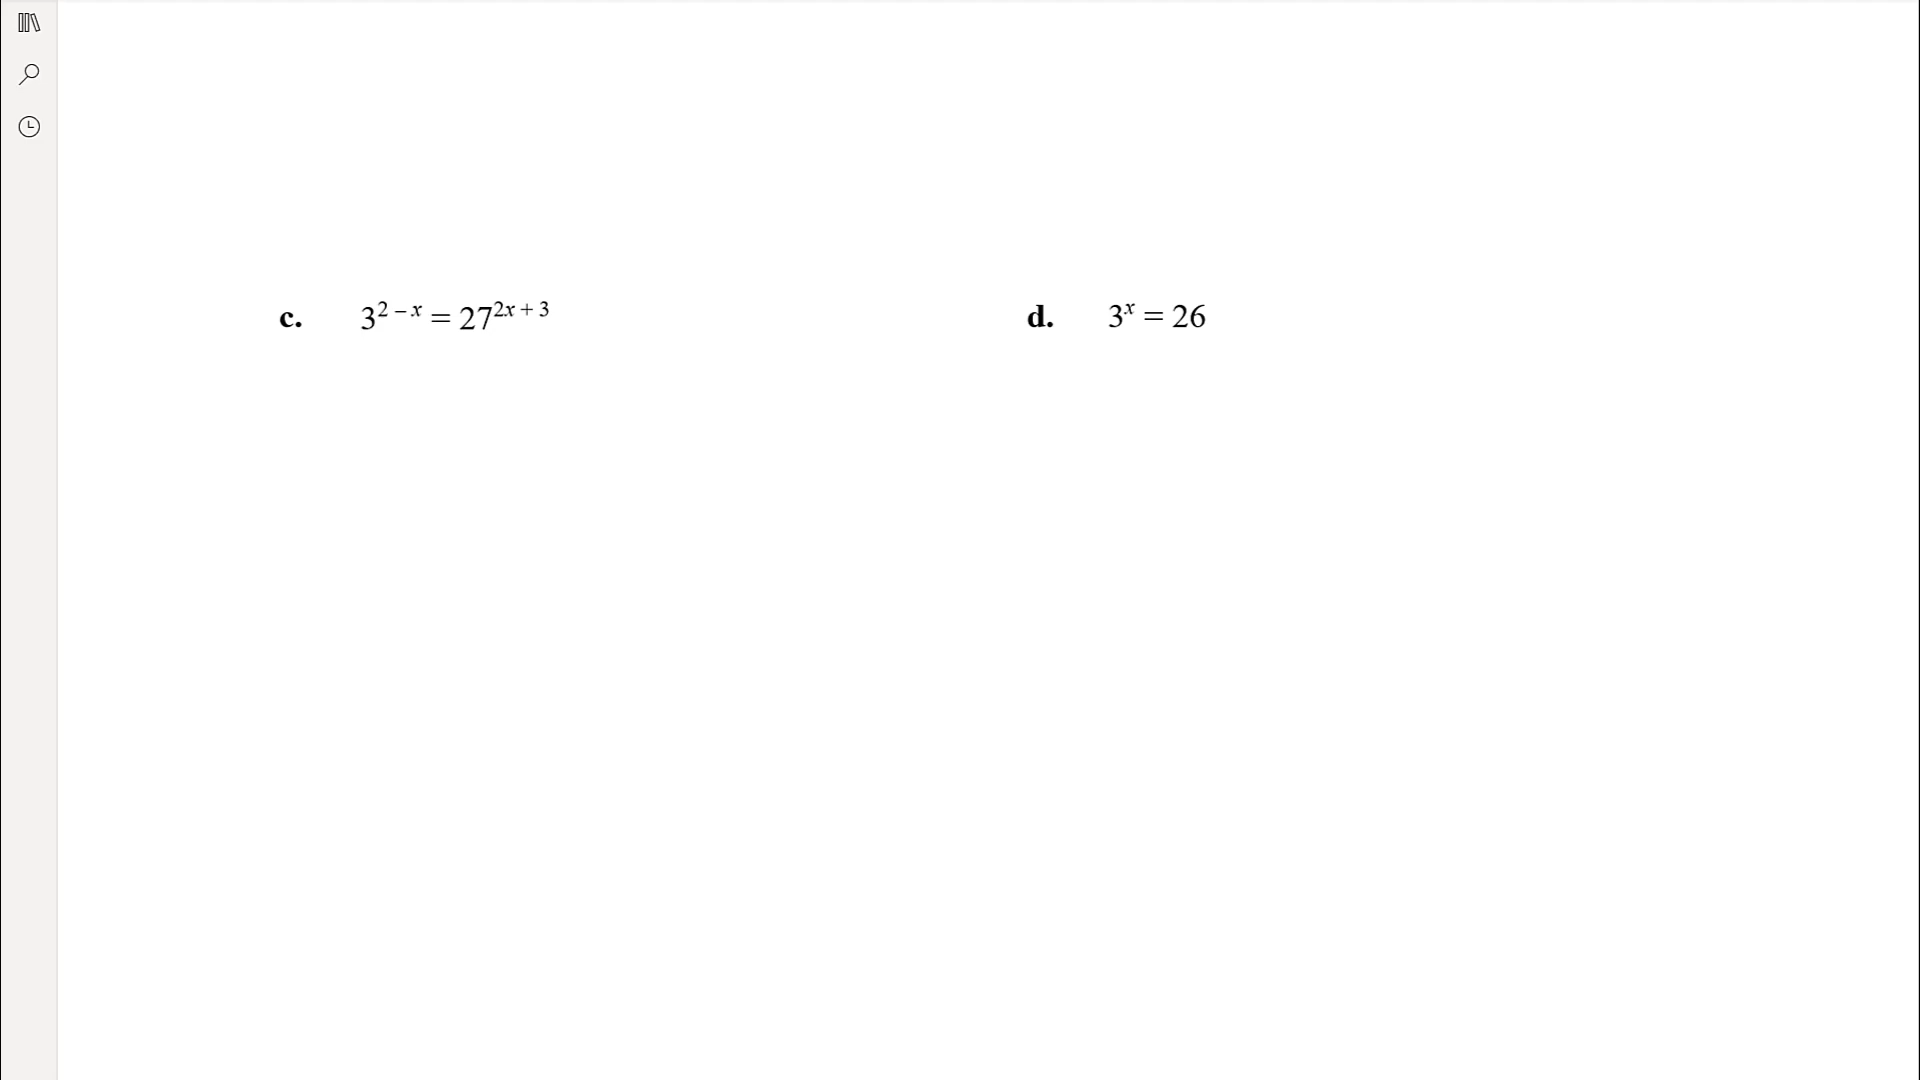 c. 3^{2 – x} = 27^{2x + 3}
d. 3^x = 26